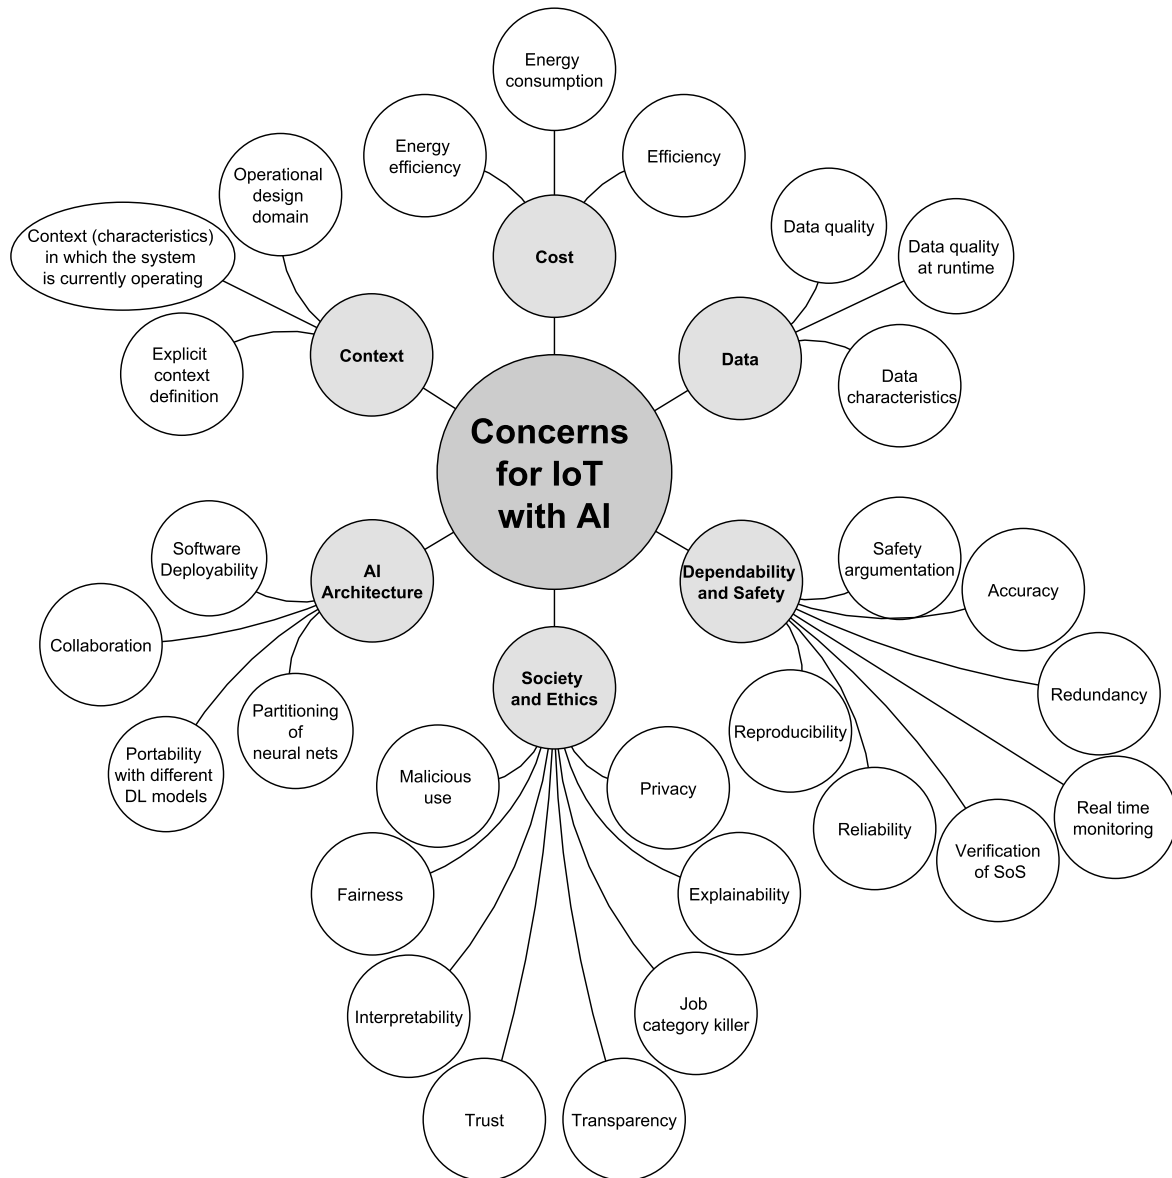 Energy
consumption
Energy
efficiency
Efficiency
Cost
Operational
design
domain
Context (characteristics)
in which the system
is currently operating
Explicit
context
definition
Context
Data quality
Data quality
at runtime
Data
characteristics
Data
Concerns
for IoT
with AI
Software
Deployability
Collaboration
Portability
with different
DL models
Partitioning
of
neural nets
AI
Architecture
Dependability
and Safety
Safety
argumentation
Accuracy
Redundancy
Real time
monitoring
Verification
of SoS
Reliability
Reproducibility
Society
and Ethics
Malicious
use
Fairness
Interpretability
Trust
Transparency
Job
category killer
Explainability
Privacy